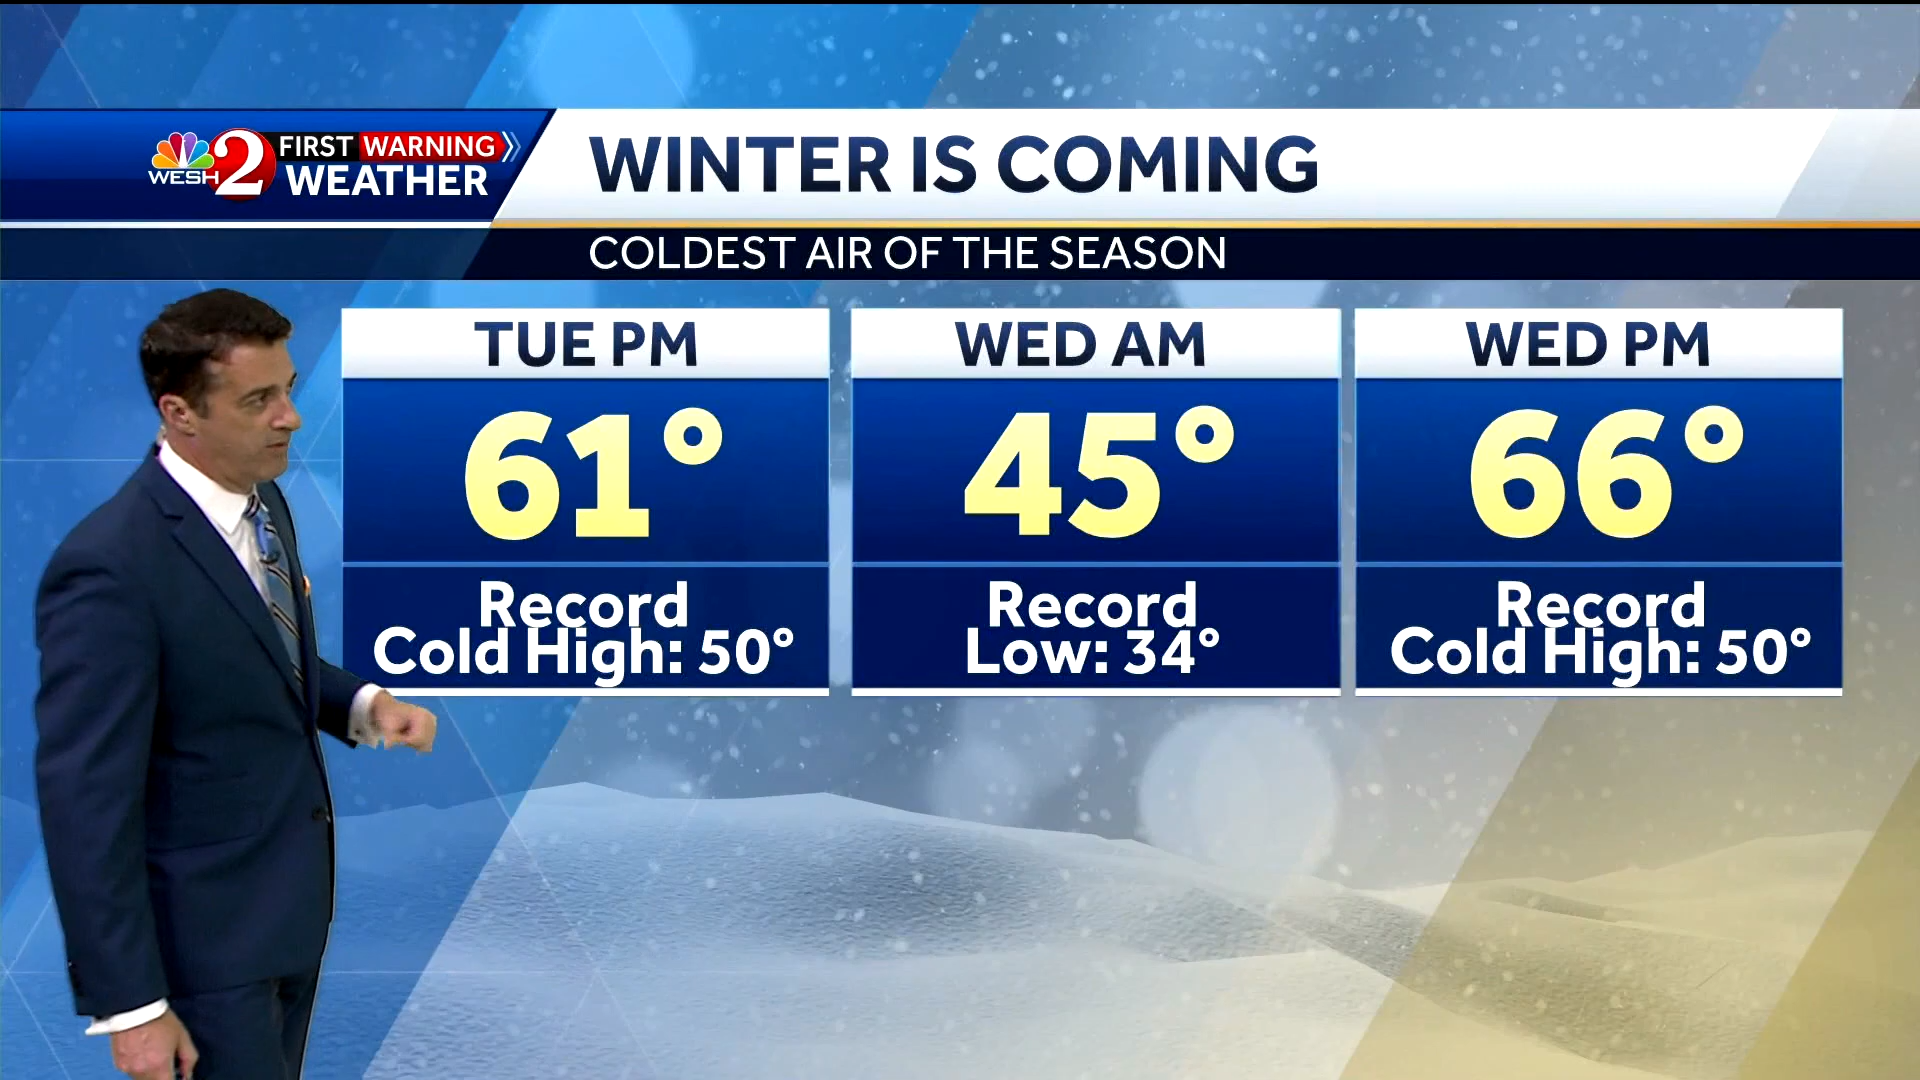 WESH 2 FIRST WARNING
WEATHER
WINTER IS COMING
COLDEST AIR OF THE SEASON
TUE PM
61°
Record
Cold High: 50°
WED AM
45°
Record
Low: 34°
WED PM
66°
Record
Cold High: 50°